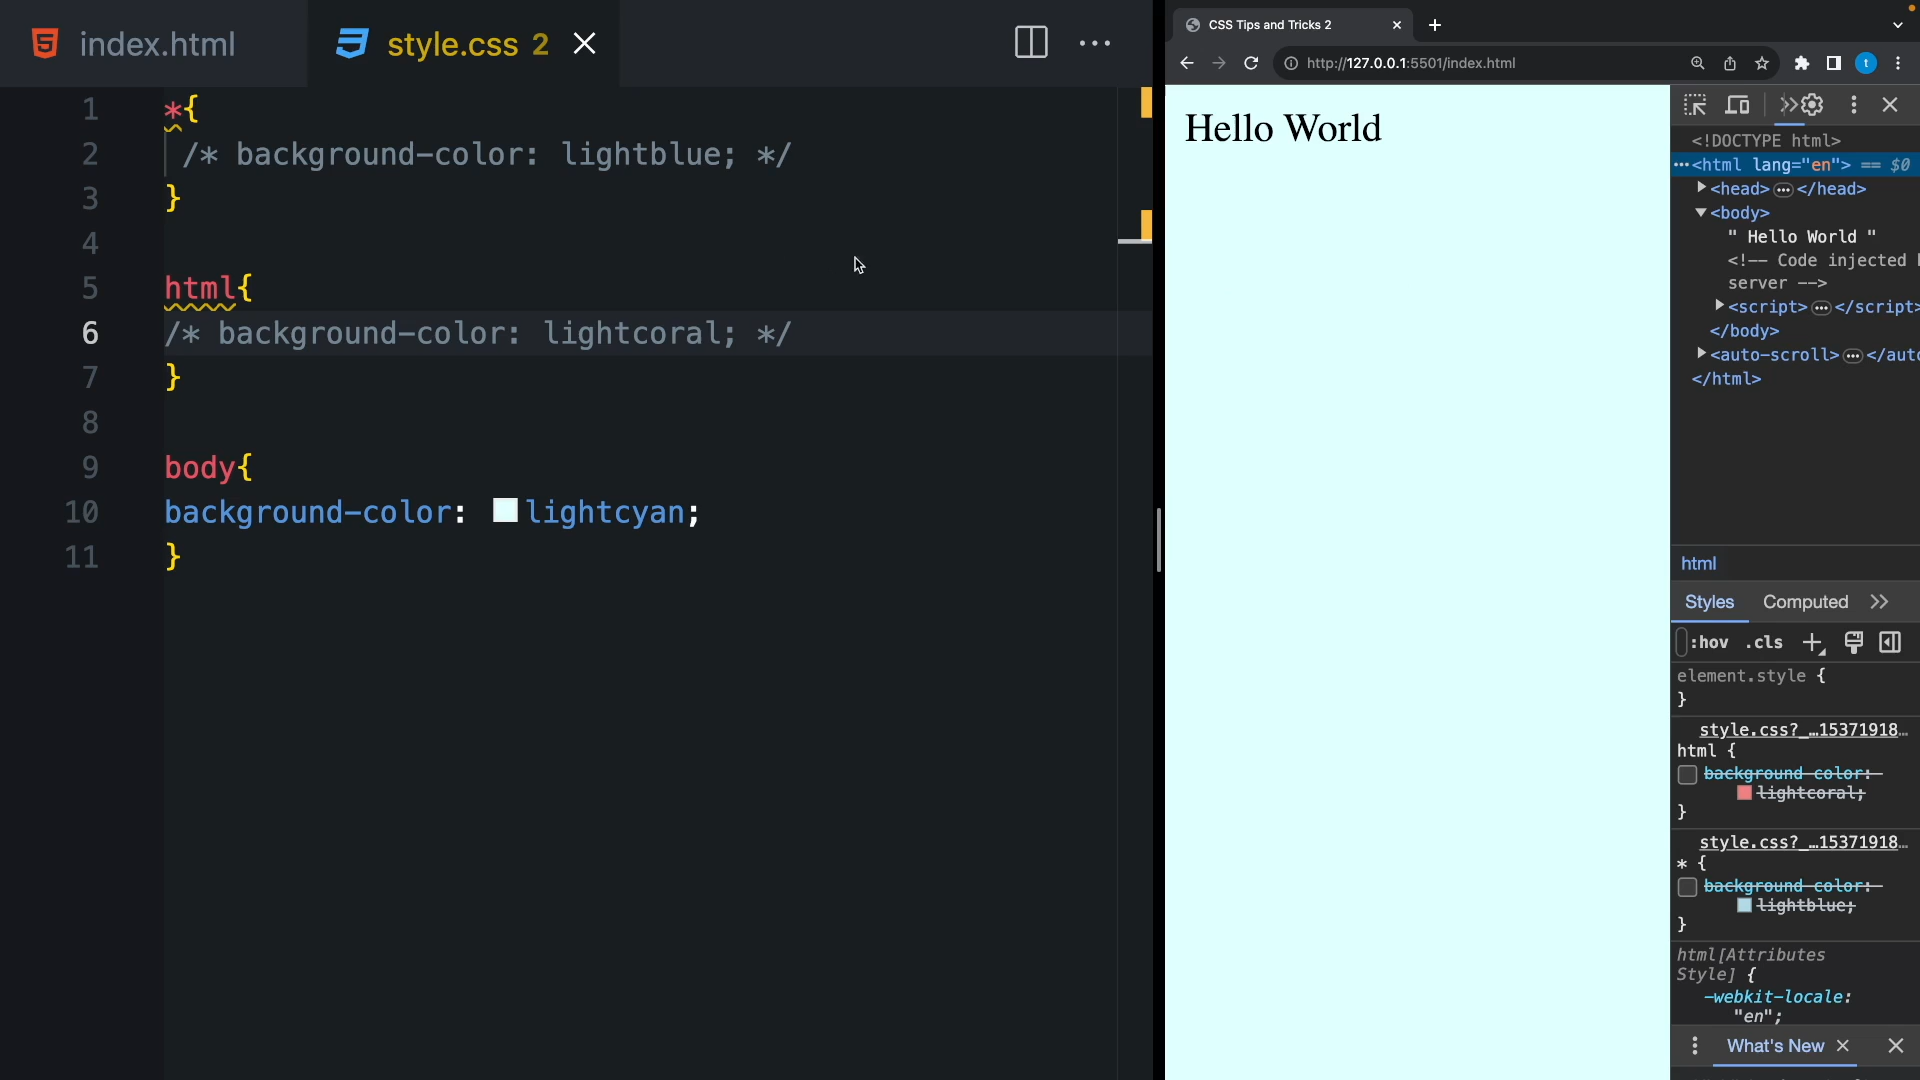 index.html
style.css 2
1 *{
2 /* background-color: lightblue; */
3 }
4
5 html{
6 /* background-color: lightcoral; */
7 }
8
9 body{
10 background-color: lightcyan;
11 }
CSS Tips and Tricks 2
http://127.0.0.1:5501/index.html
t
Hello World
<!DOCTYPE html>
<html lang="en"> == $0
<head> </head>
<body>
" Hello World "
<!-- Code injected
server -->
<script> </script>
</body>
<auto-scroll> </aut
</html>
html
Styles Computed
:hov .cls
element.style {
}
style.css?_…15371918…
html {
background-color:
lightcoral;
}
style.css?_…15371918…
* {
background-color:
lightblue;
}
html[Attributes
Style] {
-webkit-locale:
"en";
What's New